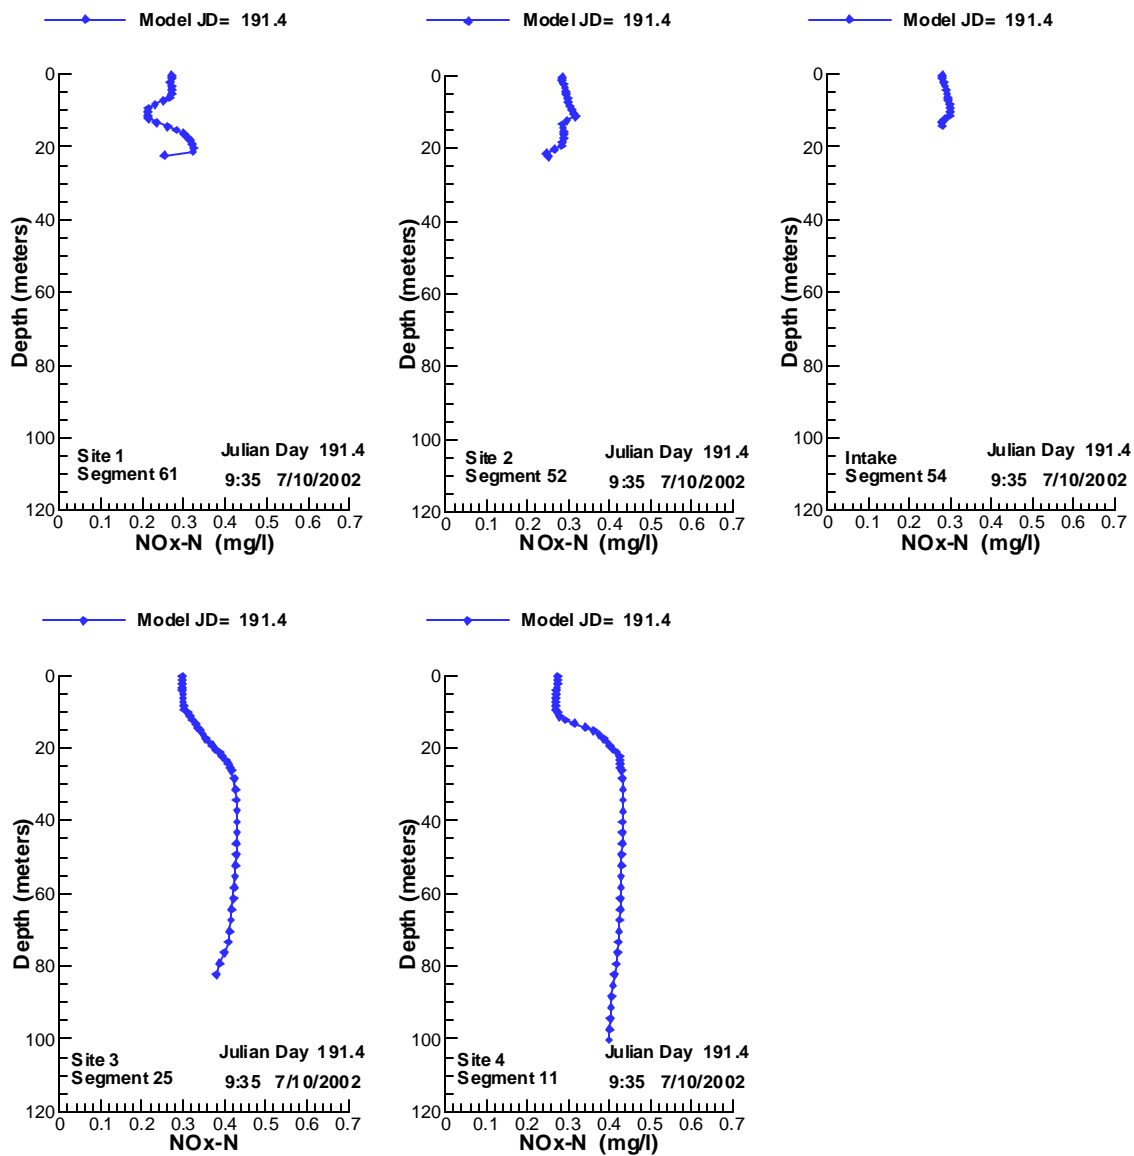 Model JD= 191.4
0
20
40
60
80
100
120
Depth (meters)
Site 1
Segment 61
Julian Day 191.4
9:35 7/10/2002
0 0.1 0.2 0.3 0.4 0.5 0.6 0.7
NOx-N (mg/l)
Model JD= 191.4
0
20
40
60
80
100
120
Depth (meters)
Site 2
Segment 52
Julian Day 191.4
9:35 7/10/2002
0 0.1 0.2 0.3 0.4 0.5 0.6 0.7
NOx-N (mg/l)
Model JD= 191.4
0
20
40
60
80
100
120
Depth (meters)
Intake
Segment 54
Julian Day 191.4
9:35 7/10/2002
0 0.1 0.2 0.3 0.4 0.5 0.6 0.7
NOx-N (mg/l)
Model JD= 191.4
0
20
40
60
80
100
120
Depth (meters)
Site 3
Segment 25
Julian Day 191.4
9:35 7/10/2002
0 0.1 0.2 0.3 0.4 0.5 0.6 0.7
NOx-N
Model JD= 191.4
0
20
40
60
80
100
120
Depth (meters)
Site 4
Segment 11
Julian Day 191.4
9:35 7/10/2002
0 0.1 0.2 0.3 0.4 0.5 0.6 0.7
NOx-N (mg/l)